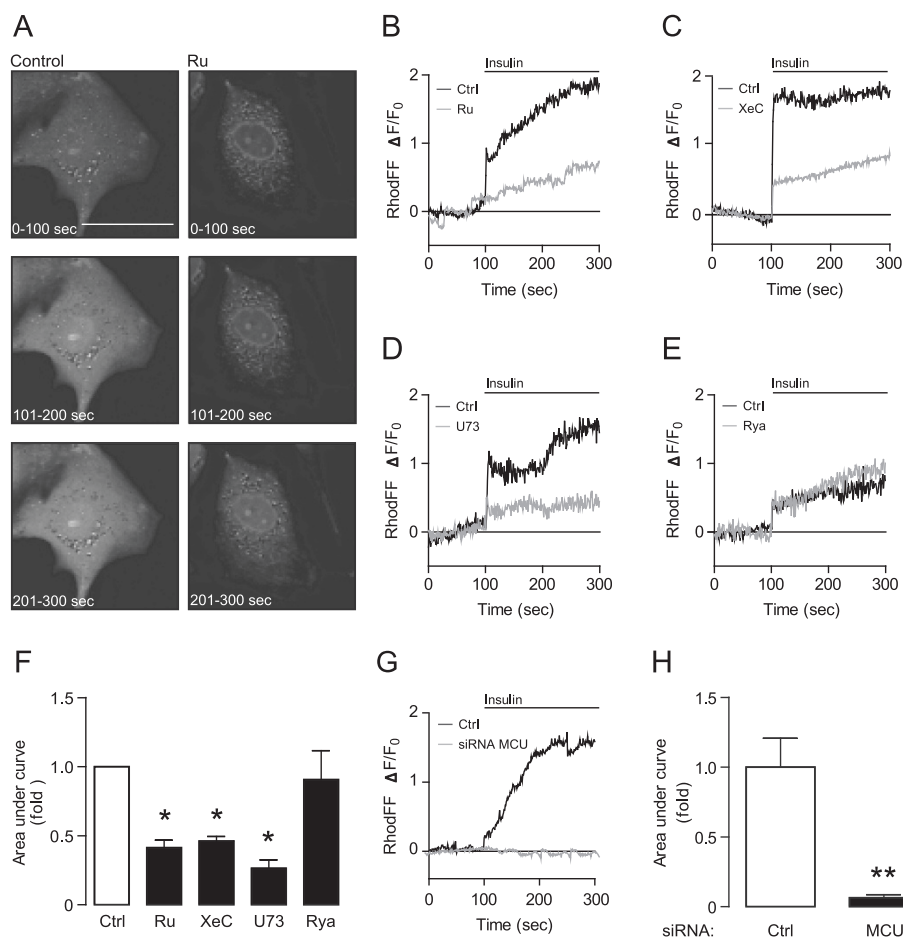 A
Control
Ru
0-100 sec
0-100 sec
101-200 sec
101-200 sec
201-300 sec
201-300 sec
B
Insulin
Ctrl
Ru
RhodFF ΔF/F0
2
1
0
0 100 200 300
Time (sec)
C
Insulin
Ctrl
XeC
RhodFF ΔF/F0
2
1
0
0 100 200 300
Time (sec)
D
Insulin
Ctrl
U73
RhodFF ΔF/F0
2
1
0
0 100 200 300
Time (sec)
E
Insulin
Ctrl
Rya
RhodFF ΔF/F0
2
1
0
0 100 200 300
Time (sec)
F
Area under curve
(fold )
1.5
1.0
0.5
0
*
*
*
Ctrl Ru XeC U73 Rya
G
Insulin
Ctrl
siRNA MCU
RhodFF ΔF/F0
2
1
0
0 100 200 300
Time (sec)
H
Area under curve
(fold)
1.5
1.0
0.5
0
**
siRNA: Ctrl MCU